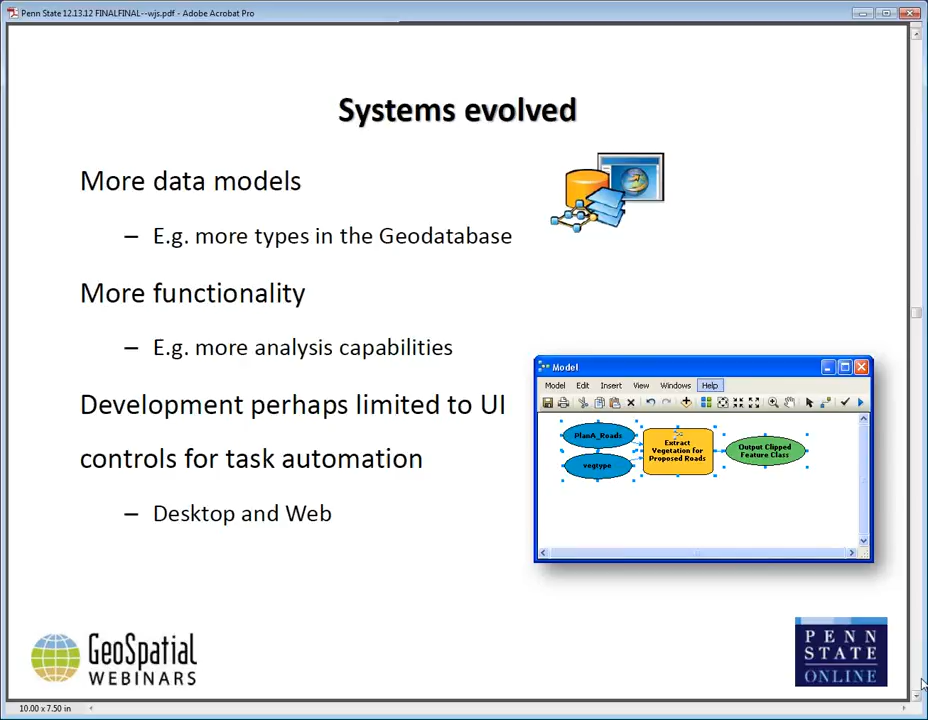 Penn State 12.13.12 FINALFINAL--wjs.pdf - Adobe Acrobat Pro
Systems evolved
More data models
– E.g. more types in the Geodatabase
More functionality
– E.g. more analysis capabilities
Development perhaps limited to UI
controls for task automation
– Desktop and Web
Model
Model Edit Insert View Windows Help
PlanA_Roads
vegtype
Extract
Vegetation for
Proposed Roads
Output Clipped
Feature Class
GeoSpatial
WEBINARS
PENN
STATE
ONLINE
10.00 x 7.50 in